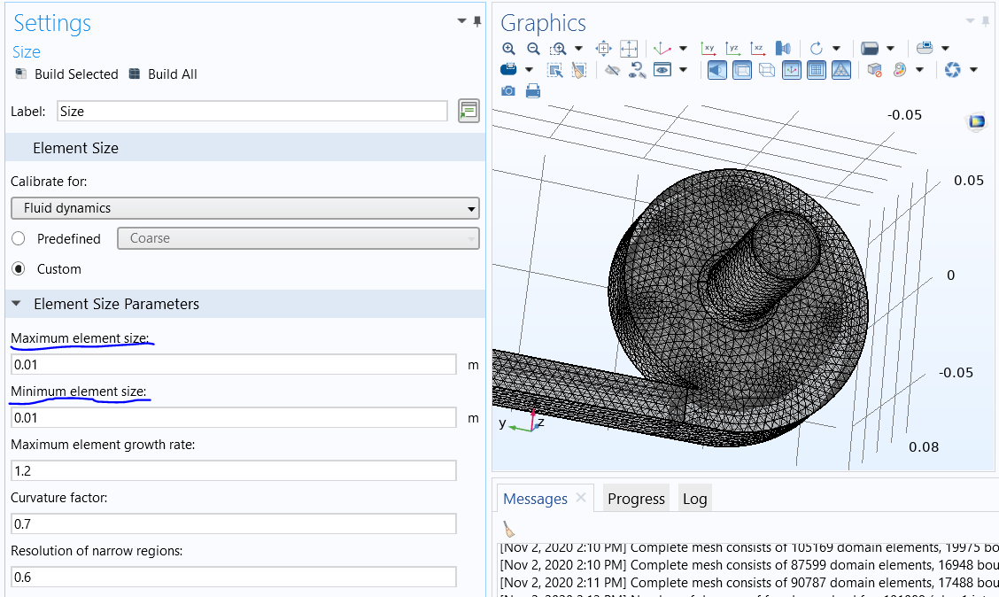 Settings
Size
Build Selected Build All
Label: Size
Element Size
Calibrate for:
Fluid dynamics
Predefined Coarse
Custom
Element Size Parameters
Maximum element size:
0.01 m
Minimum element size:
0.01 m
Maximum element growth rate:
1.2
Curvature factor:
0.7
Resolution of narrow regions:
0.6
Graphics
xy yz xz
-0.05
0.05
0
-0.05
0.08
y z
Messages Progress Log
[Nov 2, 2020 2:10 PM] Complete mesh consists of 105169 domain elements, 19975 bo
[Nov 2, 2020 2:10 PM] Complete mesh consists of 87599 domain elements, 16948 bou
[Nov 2, 2020 2:11 PM] Complete mesh consists of 90787 domain elements, 17488 bou